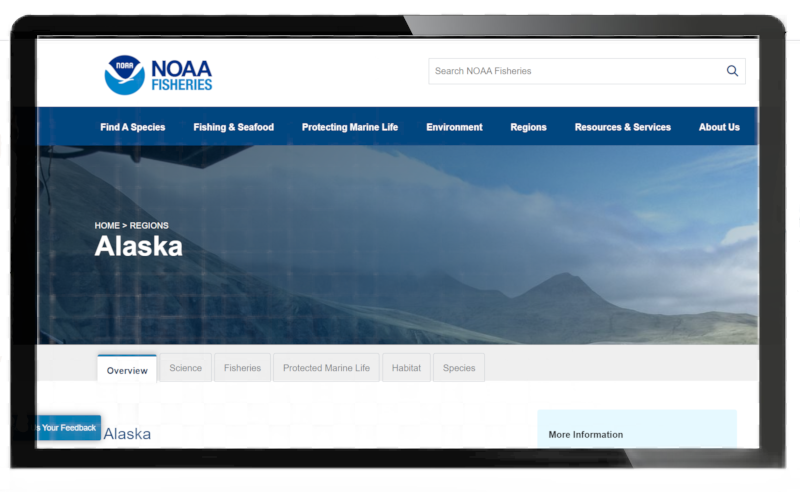 NOAA
NOAA
FISHERIES
Search NOAA Fisheries
Find A Species Fishing & Seafood Protecting Marine Life Environment Regions Resources & Services About Us
HOME > REGIONS
Alaska
Overview Science Fisheries Protected Marine Life Habitat Species
Your Feedback
Alaska
More Information